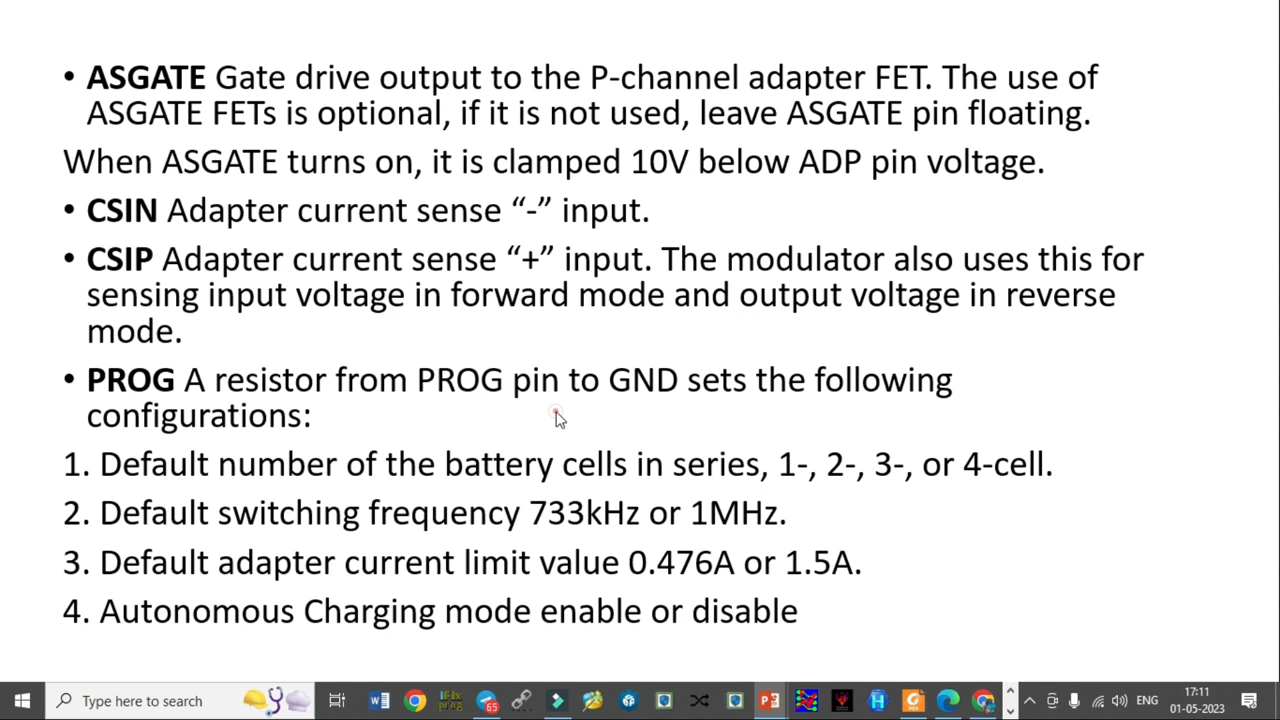 • ASGATE Gate drive output to the P-channel adapter FET. The use of
ASGATE FETs is optional, if it is not used, leave ASGATE pin floating.
When ASGATE turns on, it is clamped 10V below ADP pin voltage.
• CSIN Adapter current sense “-” input.
• CSIP Adapter current sense “+” input. The modulator also uses this for
sensing input voltage in forward mode and output voltage in reverse
mode.
• PROG A resistor from PROG pin to GND sets the following
configurations:
1. Default number of the battery cells in series, 1-, 2-, 3-, or 4-cell.
2. Default switching frequency 733kHz or 1MHz.
3. Default adapter current limit value 0.476A or 1.5A.
4. Autonomous Charging mode enable or disable
Type here to search
65
ENG
17:11
01-05-2023